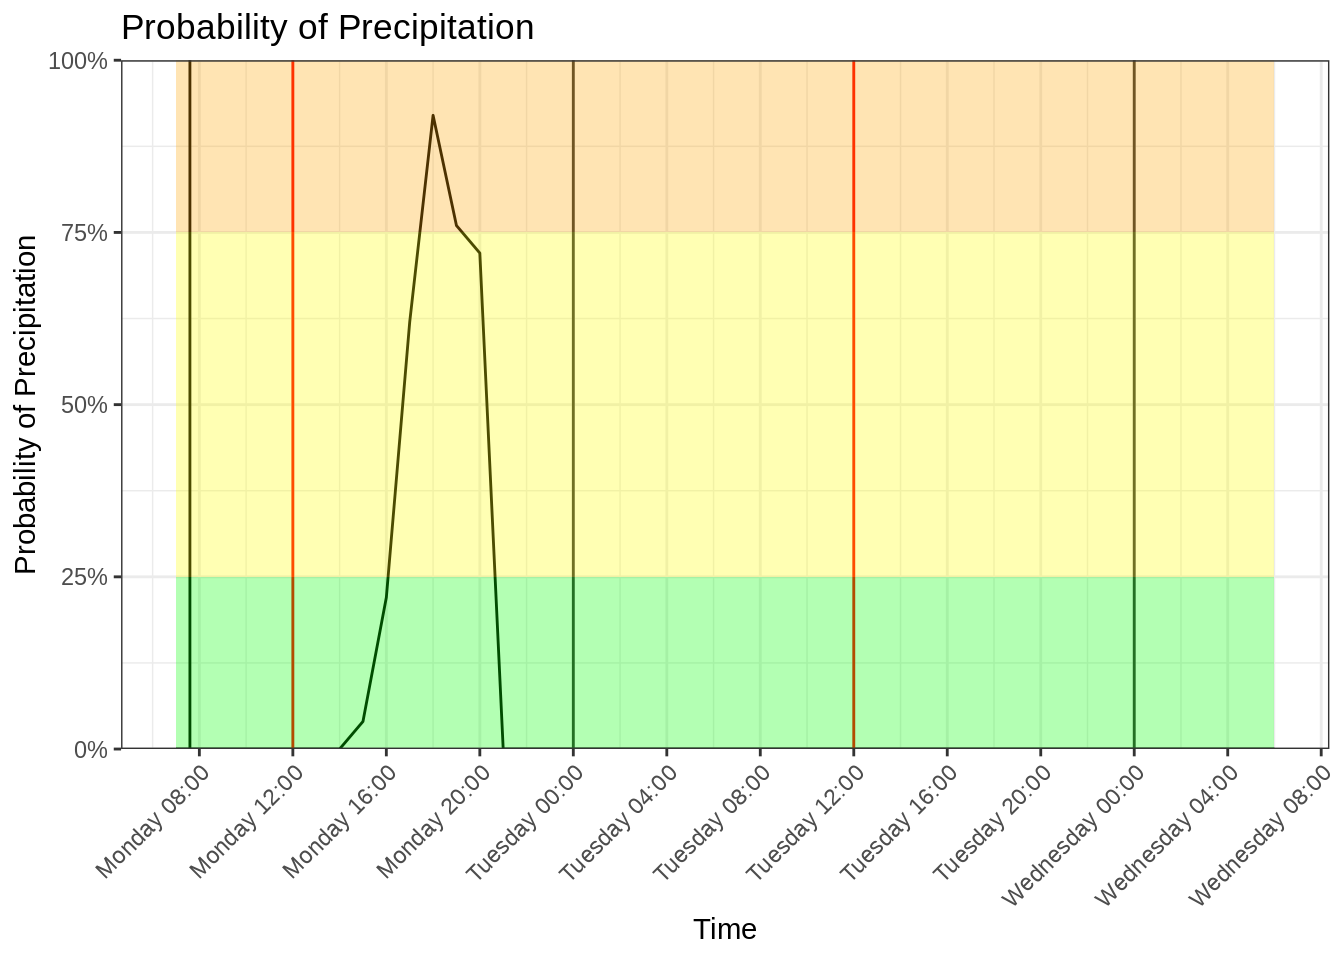 Probability of Precipitation
100%
75%
50%
25%
0%
Probability of Precipitation
Monday 08:00
Monday 12:00
Monday 16:00
Monday 20:00
Tuesday 00:00
Tuesday 04:00
Tuesday 08:00
Tuesday 12:00
Tuesday 16:00
Tuesday 20:00
Wednesday 00:00
Wednesday 04:00
Wednesday 08:00
Time